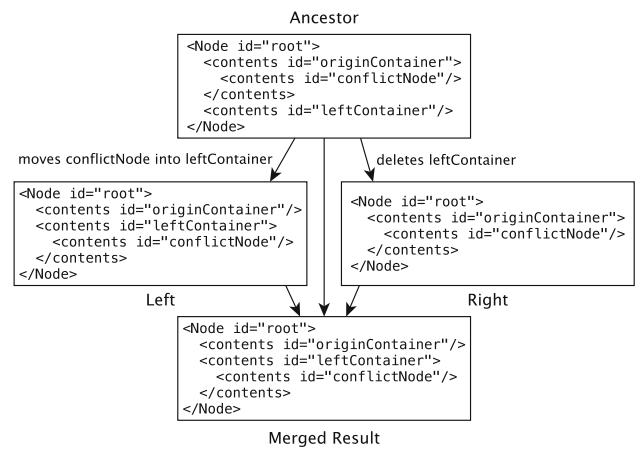 Ancestor
<Node id="root">
  <contents id="originContainer">
    <contents id="conflictNode"/>
  </contents>
  <contents id="leftContainer"/>
</Node>
moves conflictNode into leftContainer
deletes leftContainer
<Node id="root">
  <contents id="originContainer"/>
  <contents id="leftContainer">
    <contents id="conflictNode"/>
  </contents>
</Node>
Left
<Node id="root">
  <contents id="originContainer">
    <contents id="conflictNode"/>
  </contents>
</Node>
Right
<Node id="root">
  <contents id="originContainer"/>
  <contents id="leftContainer">
    <contents id="conflictNode"/>
  </contents>
</Node>
Merged Result